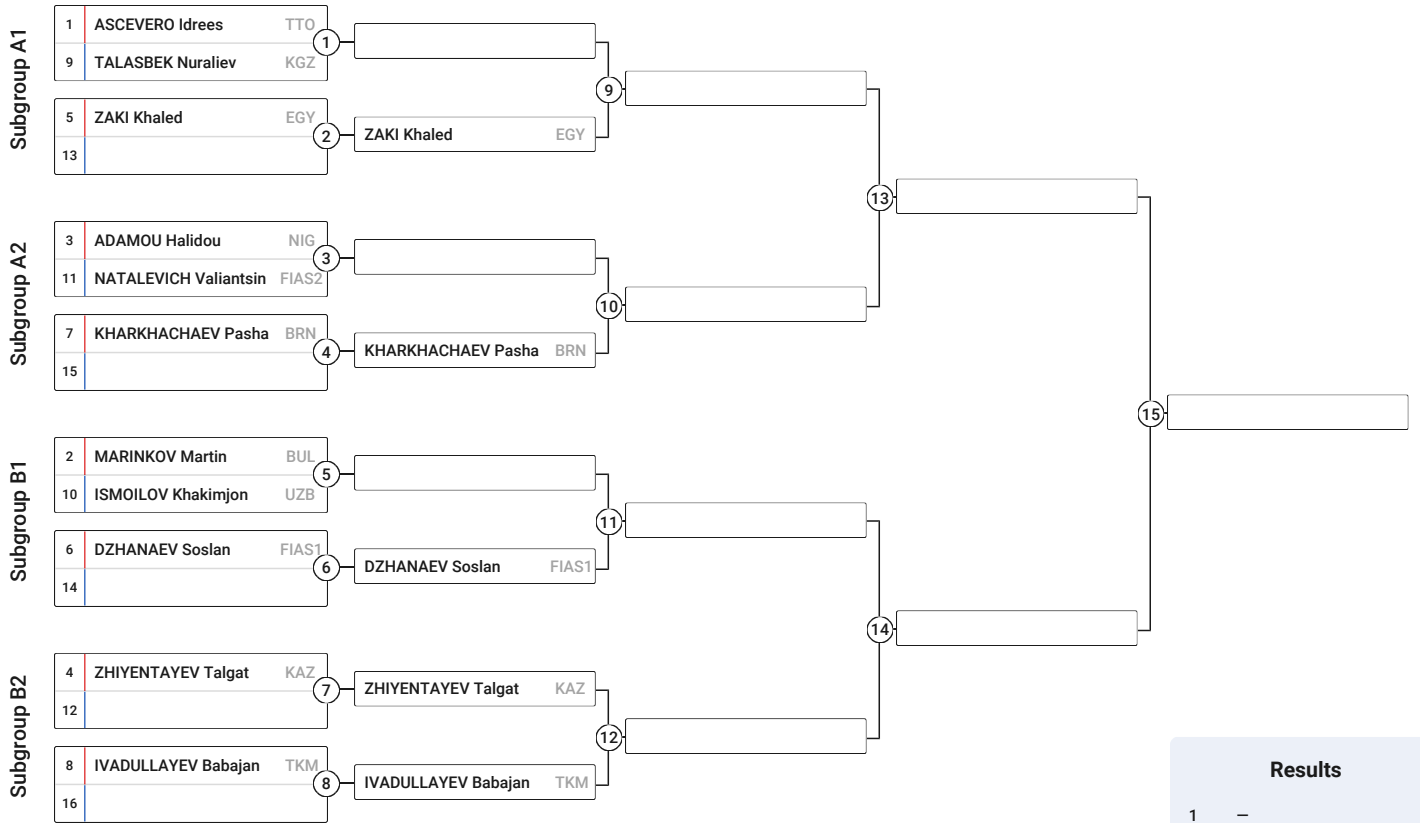 Subgroup A1
1 ASCEVERO Idrees TTO
9 TALASBEK Nuraliev KGZ
1
5 ZAKI Khaled EGY
13
2
ZAKI Khaled EGY
9
Subgroup A2
3 ADAMOU Halidou NIG
11 NATALEVICH Valiantsin FIAS2
3
7 KHARKHACHAEV Pasha BRN
15
4
KHARKHACHAEV Pasha BRN
10
13
Subgroup B1
2 MARINKOV Martin BUL
10 ISMOILOV Khakimjon UZB
5
6 DZHANAEV Soslan FIAS1
14
6
DZHANAEV Soslan FIAS1
11
Subgroup B2
4 ZHIYENTAYEV Talgat KAZ
12
7
ZHIYENTAYEV Talgat KAZ
8 IVADULLAYEV Babajan TKM
16
8
IVADULLAYEV Babajan TKM
12
14
15
Results
1 –